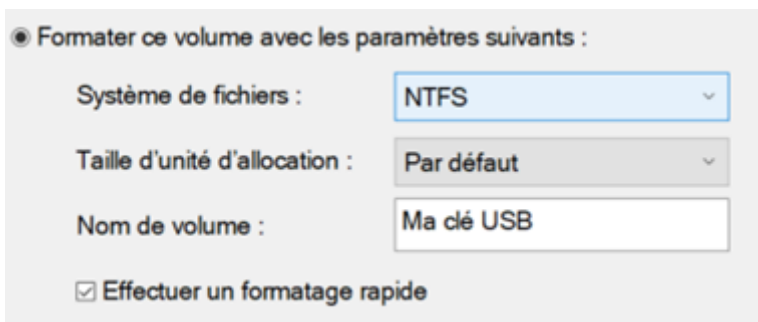 Formater ce volume avec les paramètres suivants :
Système de fichiers : NTFS
Taille d'unité d'allocation : Par défaut
Nom de volume : Ma clé USB
Effectuer un formatage rapide